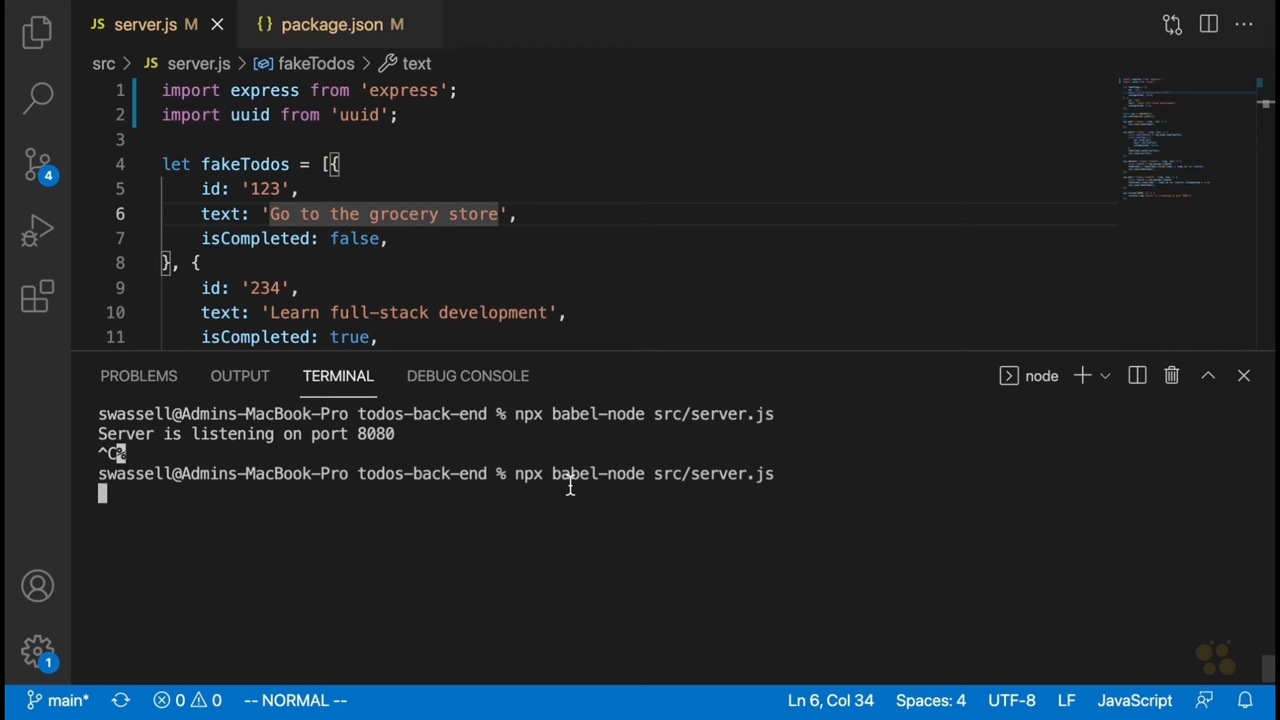 JS server.js M × {} package.json M
src > JS server.js > fakeTodos > text
1 import express from 'express';
2 import uuid from 'uuid';
3
4 let fakeTodos = [{
5 id: '123',
6 text: 'Go to the grocery store',
7 isCompleted: false,
8 }, {
9 id: '234',
10 text: 'Learn full-stack development',
11 isCompleted: true,
PROBLEMS OUTPUT TERMINAL DEBUG CONSOLE node
swassell@Admins-MacBook-Pro todos-back-end % npx babel-node src/server.js
Server is listening on port 8080
^C%
swassell@Admins-MacBook-Pro todos-back-end % npx babel-node src/server.js
4
1
main* 0 0 -- NORMAL -- Ln 6, Col 34 Spaces: 4 UTF-8 LF JavaScript